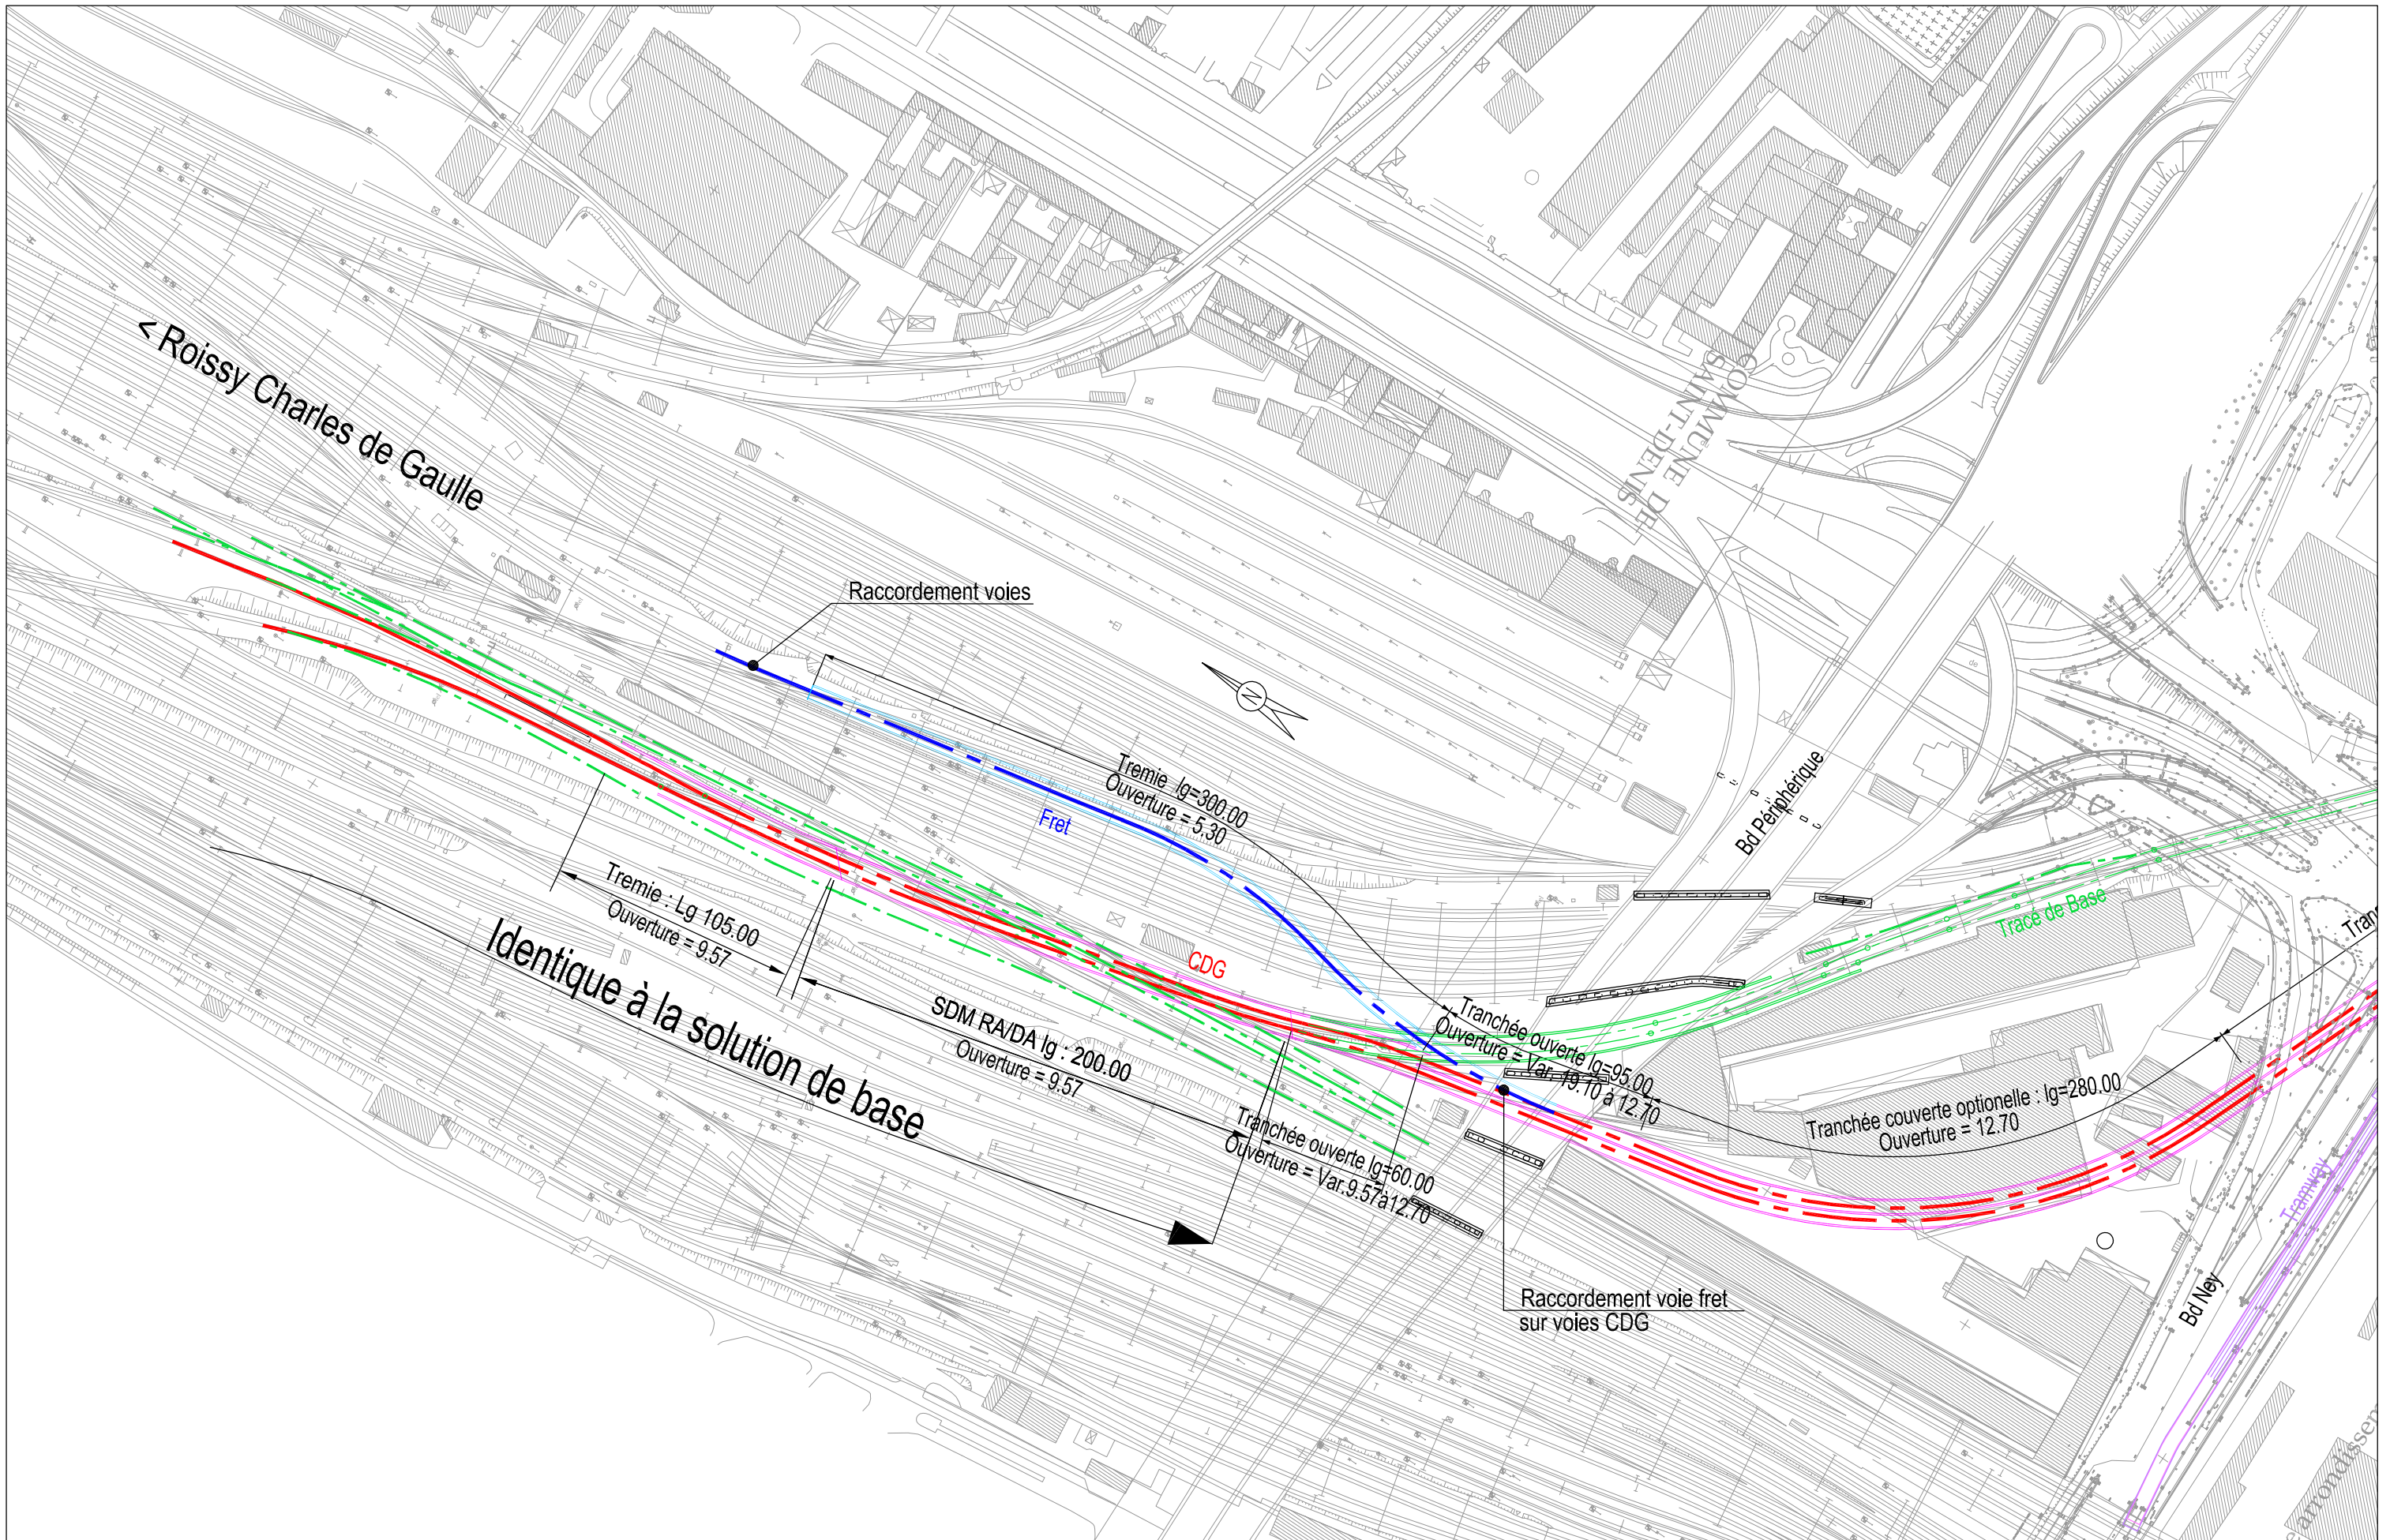 COMMUNE DE
SAINT-DENIS
< Roissy Charles de Gaulle
Raccordement voies
N
Tremie lg=300.00
Ouverture = 5.30
Fret
Bd Périphérique
Tremie : Lg 105.00
Ouverture = 9.57
Tracé de Base
Identique à la solution de base
CDG
SDM RA/DA lg : 200.00
Ouverture = 9.57
Tranchée ouverte lg=95.00
Ouverture = Var. 19.10 à 12.70
Tranchée ouverte lg=60.00
Ouverture = Var.9.57à12.70
Tranchée couverte optionelle : lg=280.00
Ouverture = 12.70
Tran
Tramway
Bd Ney
Raccordement voie fret
sur voies CDG
de
arrondissem